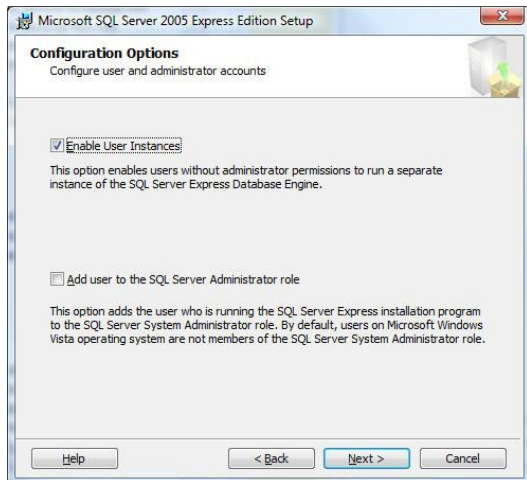 Microsoft SQL Server 2005 Express Edition Setup
Configuration Options
Configure user and administrator accounts
Enable User Instances
This option enables users without administrator permissions to run a separate
instance of the SQL Server Express Database Engine.
Add user to the SQL Server Administrator role
This option adds the user who is running the SQL Server Express installation program
to the SQL Server System Administrator role. By default, users on Microsoft Windows
Vista operating system are not members of the SQL Server System Administrator role.
Help
< Back
Next >
Cancel